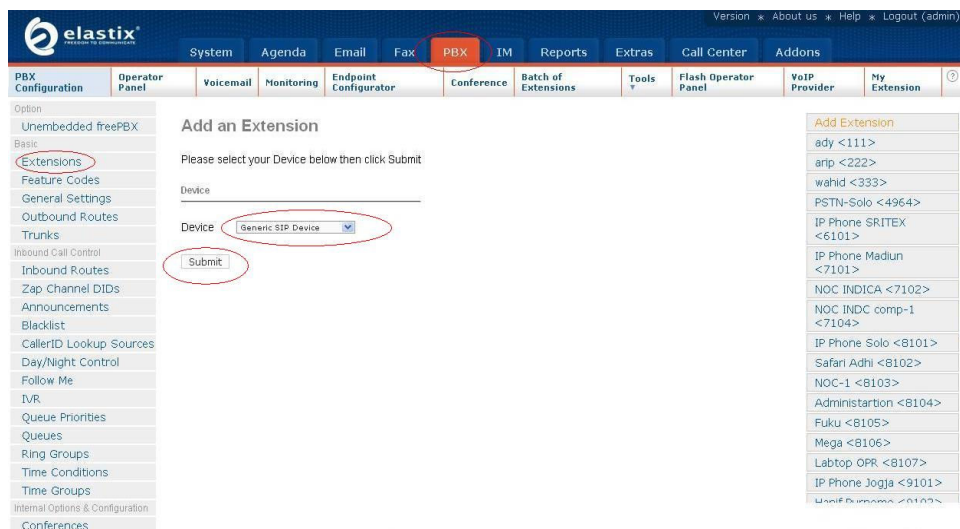 Version * About us * Help * Logout (admin)
elastix®
FREEDOM TO COMMUNICATE
System Agenda Email Fax PBX IM Reports Extras Call Center Addons
PBX Configuration
Operator Panel
Voicemail
Monitoring
Endpoint Configurator
Conference
Batch of Extensions
Tools
Flash Operator Panel
VoIP Provider
My Extension
?
Option
Unembedded freePBX
Basic
Extensions
Feature Codes
General Settings
Outbound Routes
Trunks
Inbound Call Control
Inbound Routes
Zap Channel DIDs
Announcements
Blacklist
CallerID Lookup Sources
Day/Night Control
Follow Me
IVR
Queue Priorities
Queues
Ring Groups
Time Conditions
Time Groups
Internal Options & Configuration
Conferences
Add an Extension
Please select your Device below then click Submit
Device
Device Generic SIP Device
Submit
Add Extension
ady <111>
arip <222>
wahid <333>
PSTN-Solo <4964>
IP Phone SRITEX
<6101>
IP Phone Madiun
<7101>
NOC INDICA <7102>
NOC INDC comp-1
<7104>
IP Phone Solo <8101>
Safari Adhi <8102>
NOC-1 <8103>
Administartion <8104>
Fuku <8105>
Mega <8106>
Labtop OPR <8107>
IP Phone Jogja <9101>